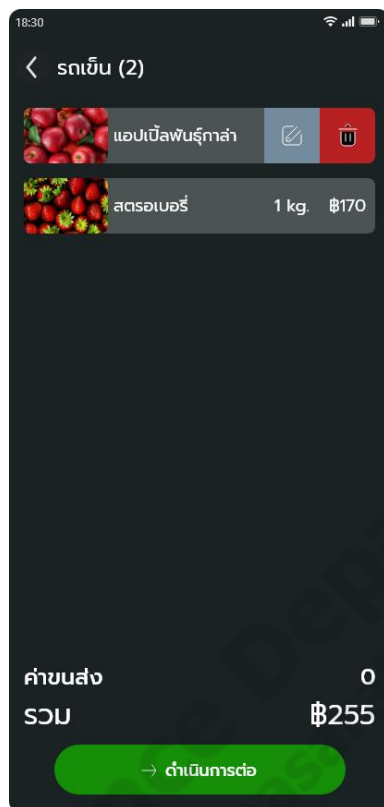 18:30
รถเข็น (2)
แอปเปิ้ลพันธุ์กาล่า
สตรอเบอรี่ 1 kg. ฿170
ค่าขนส่ง 0
รวม ฿255
→ ดำเนินการต่อ